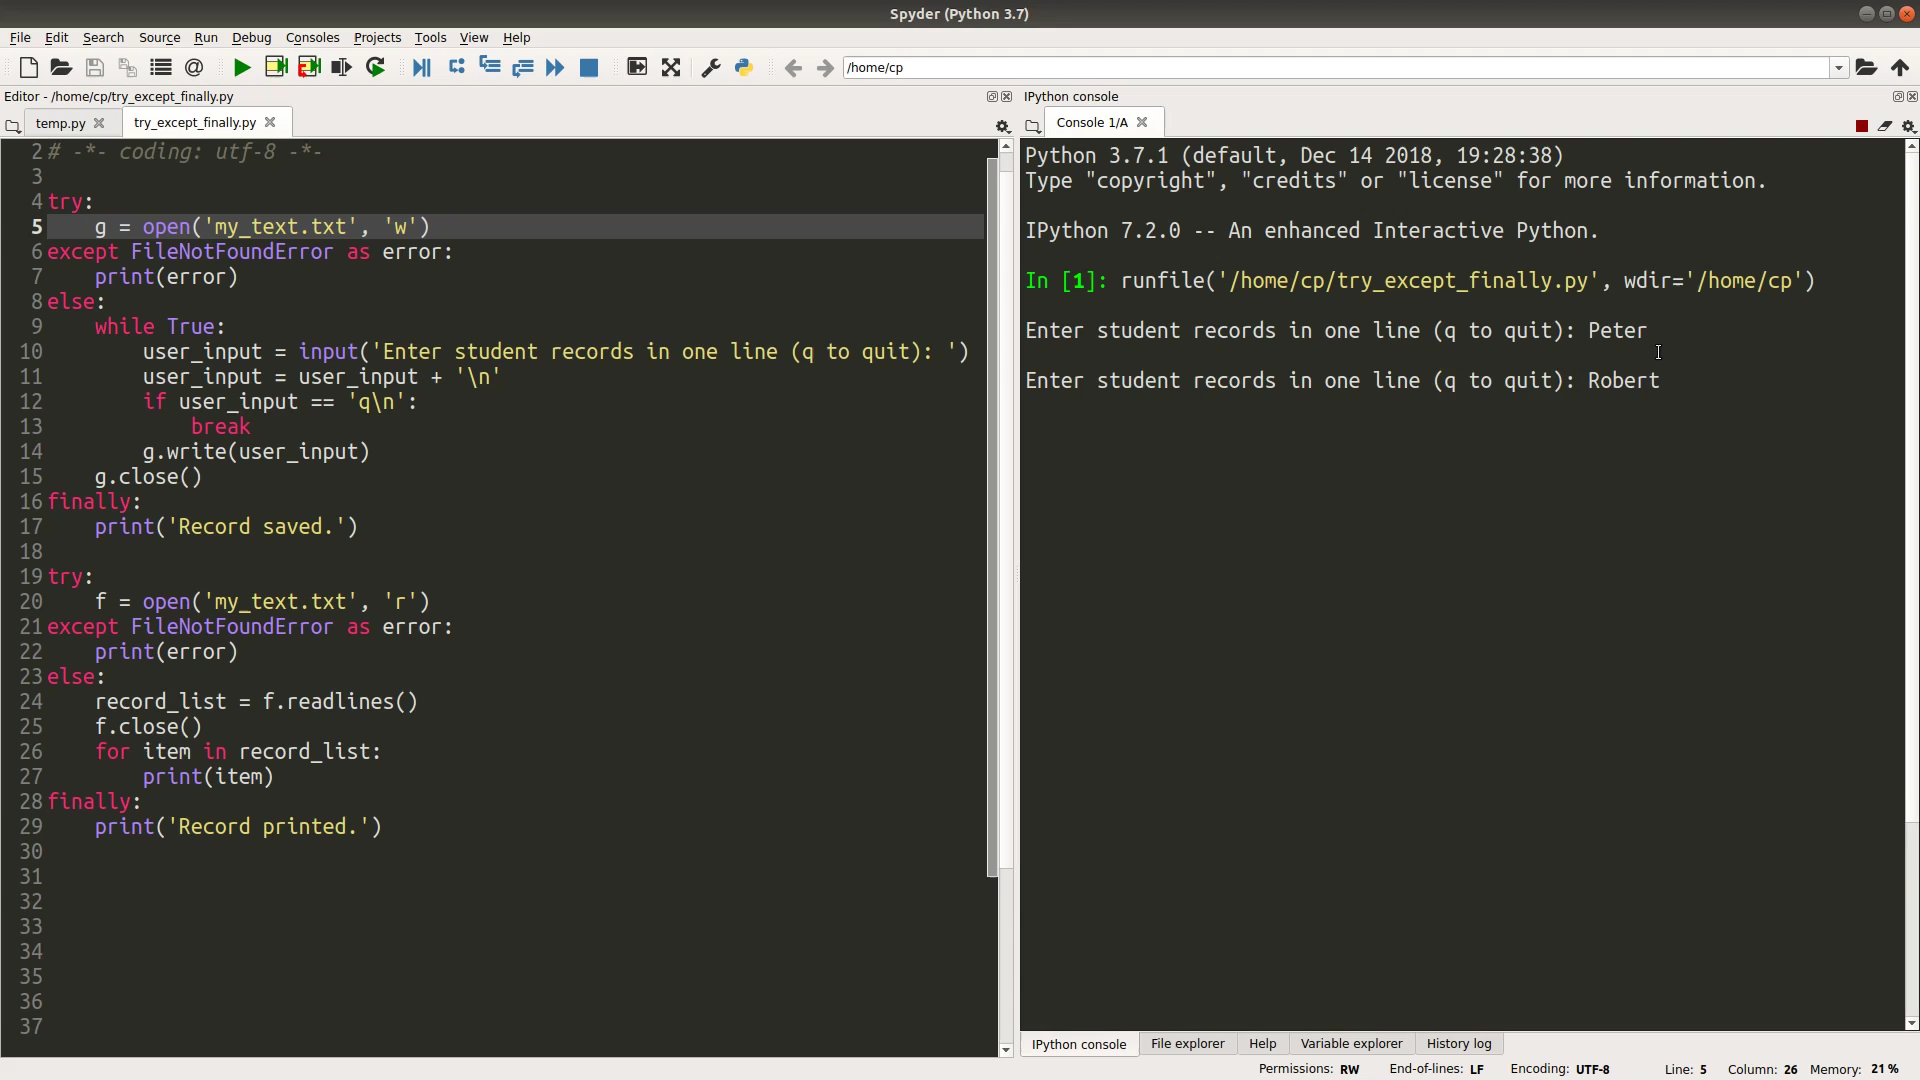 Spyder (Python 3.7)
File Edit Search Source Run Debug Consoles Projects Tools View Help
/home/cp
Editor - /home/cp/try_except_finally.py
temp.py
try_except_finally.py
2 # -*- coding: utf-8 -*-
3
4 try:
5     g = open('my_text.txt', 'w')
6 except FileNotFoundError as error:
7     print(error)
8 else:
9     while True:
10         user_input = input('Enter student records in one line (q to quit): ')
11         user_input = user_input + '\n'
12         if user_input == 'q\n':
13             break
14         g.write(user_input)
15     g.close()
16 finally:
17     print('Record saved.')
18
19 try:
20     f = open('my_text.txt', 'r')
21 except FileNotFoundError as error:
22     print(error)
23 else:
24     record_list = f.readlines()
25     f.close()
26     for item in record_list:
27         print(item)
28 finally:
29     print('Record printed.')
30
31
32
33
34
35
36
37
IPython console
Console 1/A
Python 3.7.1 (default, Dec 14 2018, 19:28:38)
Type "copyright", "credits" or "license" for more information.
IPython 7.2.0 -- An enhanced Interactive Python.
In [1]: runfile('/home/cp/try_except_finally.py', wdir='/home/cp')
Enter student records in one line (q to quit): Peter
Enter student records in one line (q to quit): Robert
IPython console File explorer Help Variable explorer History log
Permissions: RW End-of-lines: LF Encoding: UTF-8 Line: 5 Column: 26 Memory: 21 %